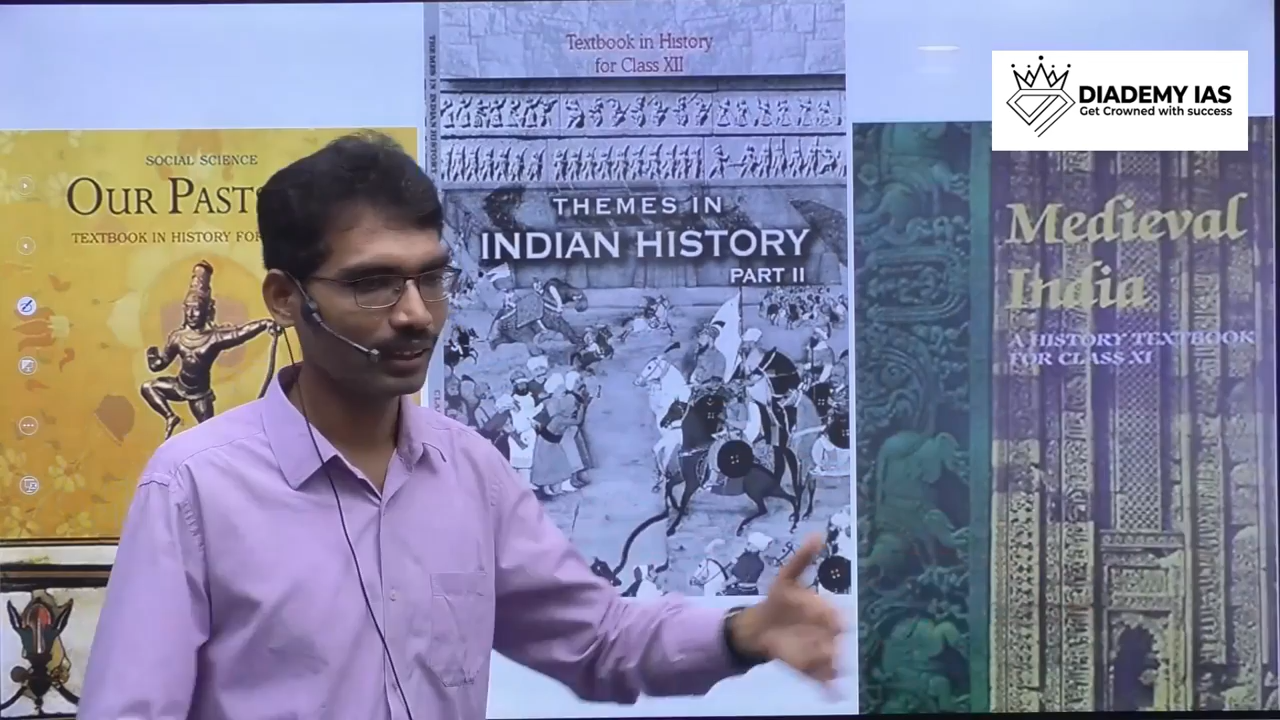 SOCIAL SCIENCE
OUR PASTS
TEXTBOOK IN HISTORY FOR
Textbook in History
for Class XII
THEMES IN
INDIAN HISTORY
PART II
DIADEMY IAS
Get Crowned with success
Medieval
India
A HISTORY TEXTBOOK
FOR CLASS XI